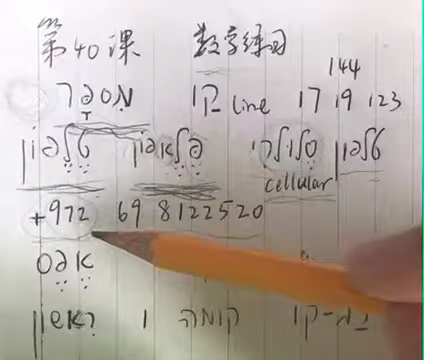 第40课 数字练习
144
מספר קו Line 17 19 123
טלפון פלאפון סלולרי טלפון
cellular
+972 69 8122520
אפס
ראשון 1 קומה